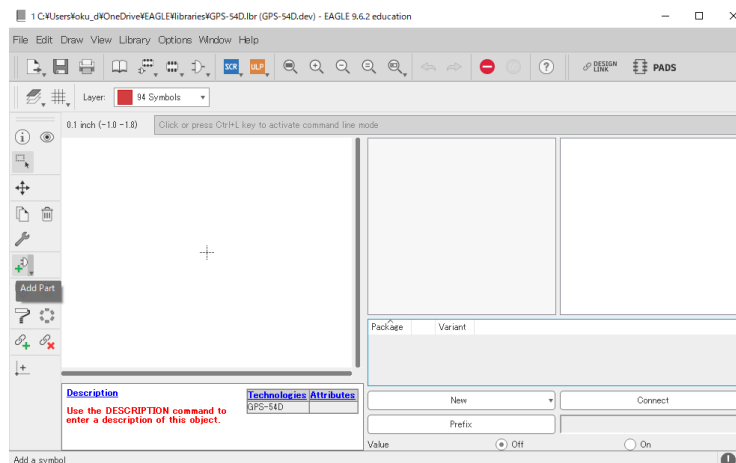 1 C:¥Users¥oku_d¥OneDrive¥EAGLE¥libraries¥GPS-54D.lbr (GPS-54D.dev) - EAGLE 9.6.2 education
File Edit Draw View Library Options Window Help
SCR ULP DESIGN LINK PADS
Layer: 94 Symbols
0.1 inch (-1.0 -1.8) Click or press Ctrl+L key to activate command line mode
Add Part
Package Variant
Description
Use the DESCRIPTION command to
enter a description of this object.
Technologies Attributes
GPS-54D
New Connect
Prefix
Value Off On
Add a symbol